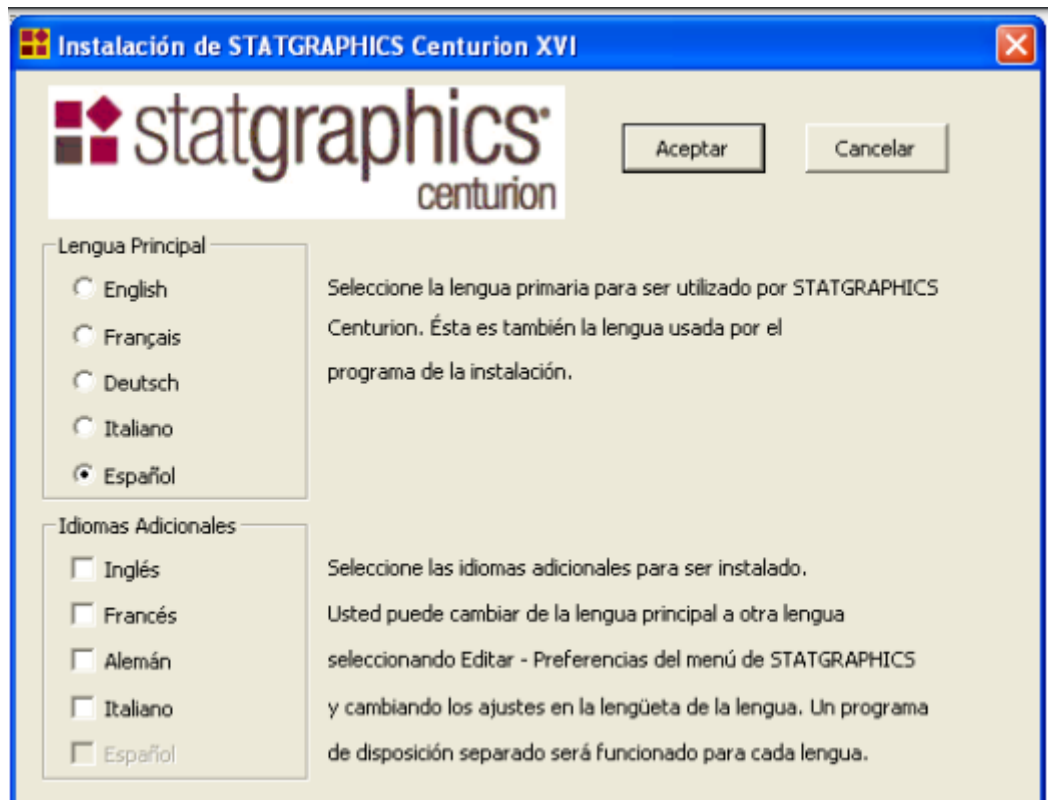 Instalación de STATGRAPHICS Centurion XVI
statgraphics
centurion
Aceptar
Cancelar
Lengua Principal
English
Français
Deutsch
Italiano
Español
Seleccione la lengua primaria para ser utilizado por STATGRAPHICS
Centurion. Ésta es también la lengua usada por el
programa de la instalación.
Idiomas Adicionales
Inglés
Francés
Alemán
Italiano
Español
Seleccione las idiomas adicionales para ser instalado.
Usted puede cambiar de la lengua principal a otra lengua
seleccionando Editar - Preferencias del menú de STATGRAPHICS
y cambiando los ajustes en la lengüeta de la lengua. Un programa
de disposición separado será funcionado para cada lengua.